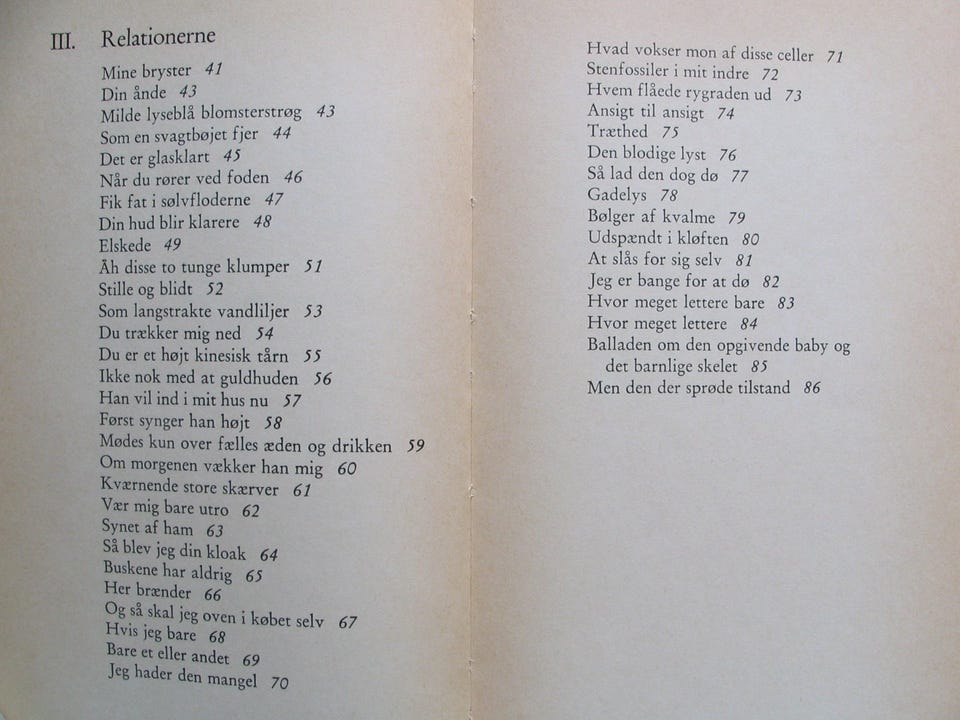 III. Relationerne
Mine bryster 41
Din ånde 43
Milde lyseblå blomsterstrøg 43
Som en svagtbøjet fjer 44
Det er glasklart 45
Når du rører ved foden 46
Fik fat i sølvfloderne 47
Din hud blir klarere 48
Elskede 49
Åh disse to tunge klumper 51
Stille og blidt 52
Som langstrakte vandliljer 53
Du trækker mig ned 54
Du er et højt kinesisk tårn 55
Ikke nok med at guldhuden 56
Han vil ind i mit hus nu 57
Først synger han højt 58
Mødes kun over fælles æden og drikken 59
Om morgenen vækker han mig 60
Kværnende store skærver 61
Vær mig bare utro 62
Synet af ham 63
Så blev jeg din kloak 64
Buskene har aldrig 65
Her brænder 66
Og så skal jeg oven i købet selv 67
Hvis jeg bare 68
Bare et eller andet 69
Jeg hader den mangel 70
Hvad vokser mon af disse celler 71
Stenfossiler i mit indre 72
Hvem flåede rygraden ud 73
Ansigt til ansigt 74
Træthed 75
Den blodige lyst 76
Så lad den dog dø 77
Gadelys 78
Bølger af kvalme 79
Udspændt i kløften 80
At slås for sig selv 81
Jeg er bange for at dø 82
Hvor meget lettere bare 83
Hvor meget lettere 84
Balladen om den opgivende baby og
det barnlige skelet 85
Men den der sprøde tilstand 86